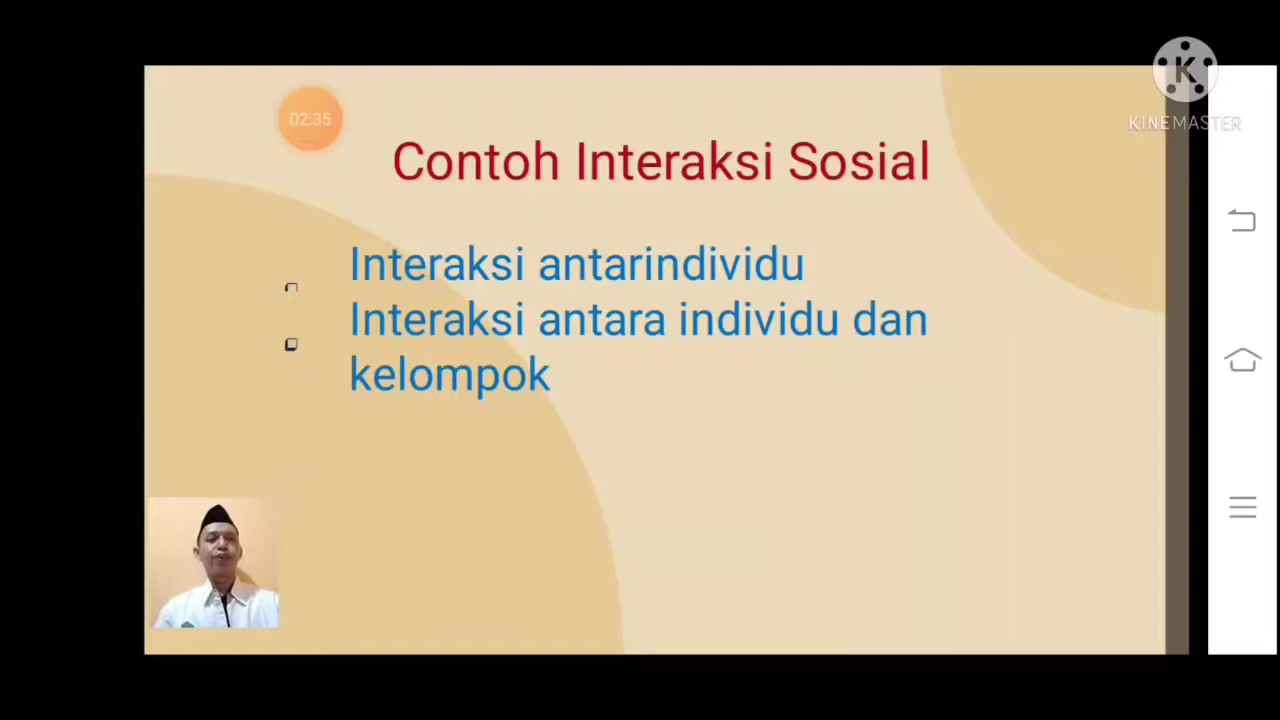 K
KINEMASTER
02:35
Contoh Interaksi Sosial
Interaksi antarindividu
Interaksi antara individu dan
kelompok